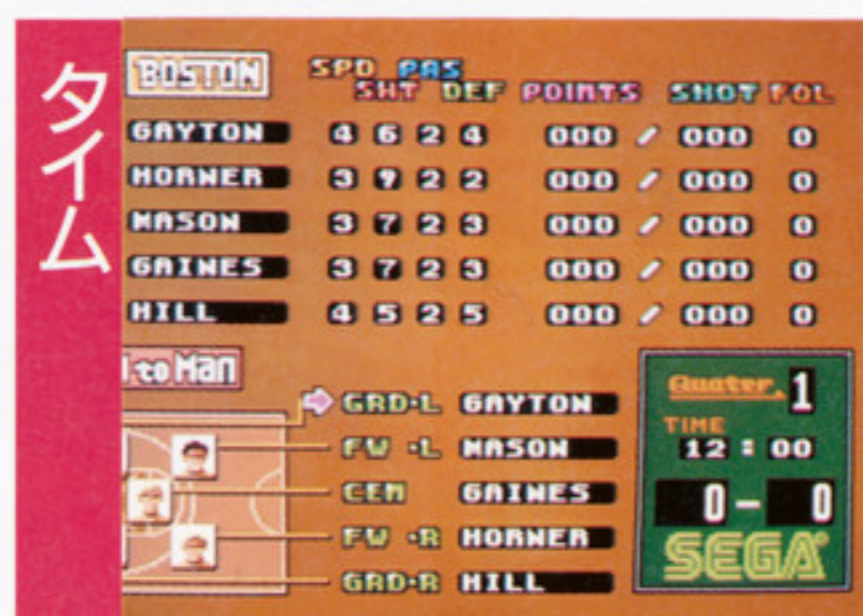 タイム
BOSTON SPD PAS
SHT DEF POINTS SHOT FOL
GAYTON 4 6 2 4 000 / 000 0
HORNER 3 9 2 2 000 / 000 0
MASON 3 7 2 3 000 / 000 0
GAINES 3 7 2 3 000 / 000 0
HILL 4 5 2 5 000 / 000 0
to Man
GRD•L GAYTON
FW •L MASON
CEN GAINES
FW •R HORNER
GRD•R HILL
Quater. 1
TIME
12 : 00
0 - 0
SEGA®